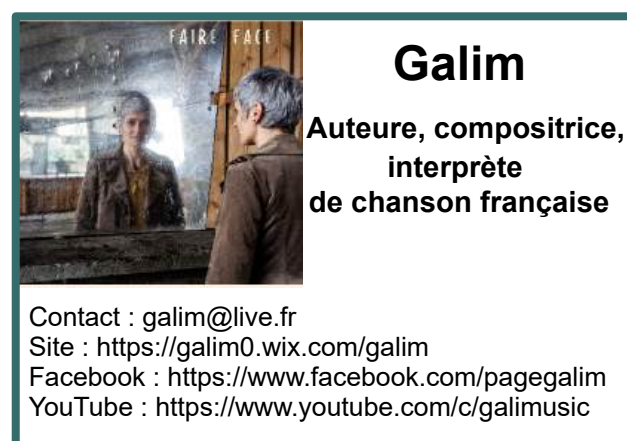 FAIRE FACE
Galim
Auteure, compositrice,
interprète
de chanson française
Contact : galim@live.fr
Site : https://galim0.wix.com/galim
Facebook : https://www.facebook.com/pagegalim
YouTube : https://www.youtube.com/c/galimusic